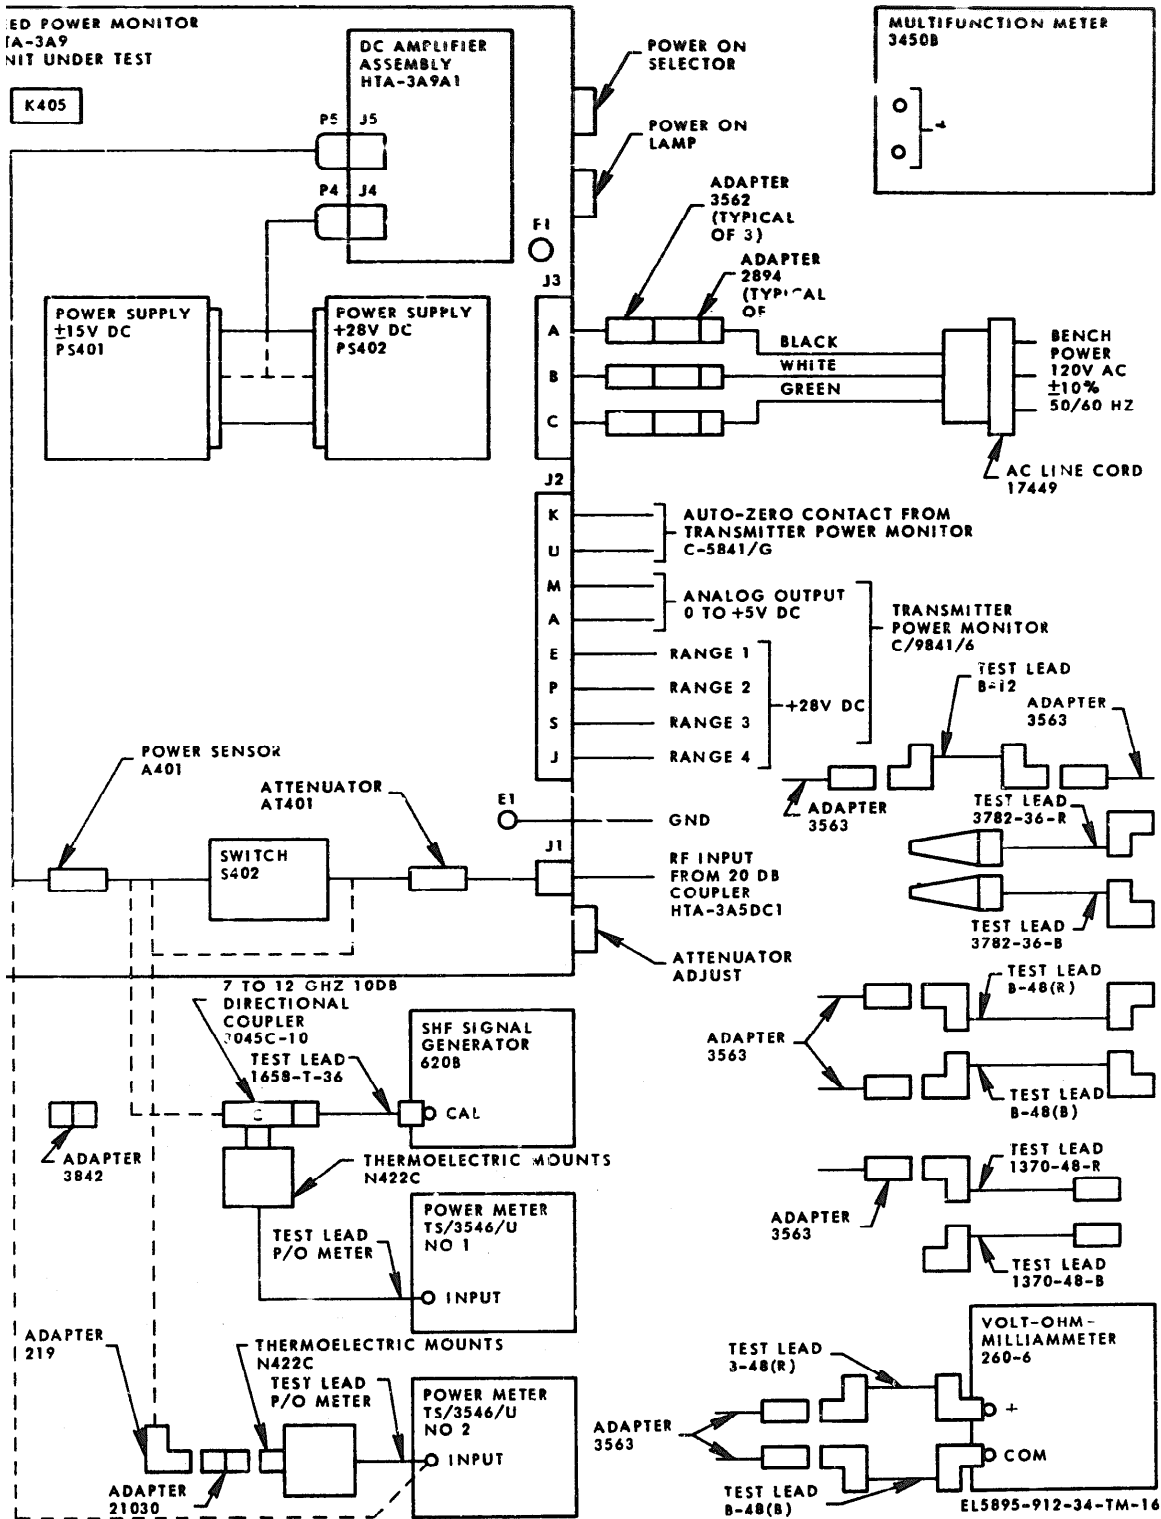 ED POWER MONITOR
TA-3A9
NIT UNDER TEST
K405
DC AMPLIFIER
ASSEMBLY
HTA-3A9A1
P5 J5
P4 J4
POWER ON
SELECTOR
POWER ON
LAMP
MULTIFUNCTION METER
3450B
F1
J3
ADAPTER
3562
(TYPICAL
OF 3)
ADAPTER
2894
OF
POWER SUPPLY
±15V DC
PS401
POWER SUPPLY
+28V DC
PS402
A
B
C
BLACK
WHITE
GREEN
BENCH
POWER
120V AC
±10%
50/60 HZ
AC LINE CORD
17449
J2
K
U
M
A
E
P
S
J
AUTO-ZERO CONTACT FROM
TRANSMITTER POWER MONITOR
C-5841/G
ANALOG OUTPUT
0 TO +5V DC
RANGE 1
RANGE 2
RANGE 3
RANGE 4
+28V DC
TRANSMITTER
POWER MONITOR
C/9841/6
TEST LEAD
B-12
ADAPTER
3563
ADAPTER
3563
POWER SENSOR
A401
ATTENUATOR
AT401
E1
GND
SWITCH
S402
J1
RF INPUT
FROM 20 DB
COUPLER
HTA-3A5DC1
ATTENUATOR
ADJUST
TEST LEAD
3782-36-R
TEST LEAD
3782-36-B
TEST LEAD
B-48(R)
ADAPTER
3563
TEST LEAD
B-48(B)
7 TO 12 GHZ 10DB
DIRECTIONAL
COUPLER
3045C-10
TEST LEAD
1658-T-36
SHF SIGNAL
GENERATOR
620B
C
CAL
ADAPTER
3842
THERMOELECTRIC MOUNTS
N422C
TEST LEAD
P/O METER
POWER METER
TS/3546/U
NO 1
INPUT
TEST LEAD
1370-48-R
ADAPTER
3563
TEST LEAD
1370-48-B
ADAPTER
219
THERMOELECTRIC MOUNTS
N422C
TEST LEAD
P/O METER
POWER METER
TS/3546/U
NO 2
INPUT
ADAPTER
21030
VOLT-OHM-
MILLIAMMETER
260-6
TEST LEAD
3-48(R)
+
COM
ADAPTER
3563
TEST LEAD
B-48(B)
EL5895-912-34-TM-16